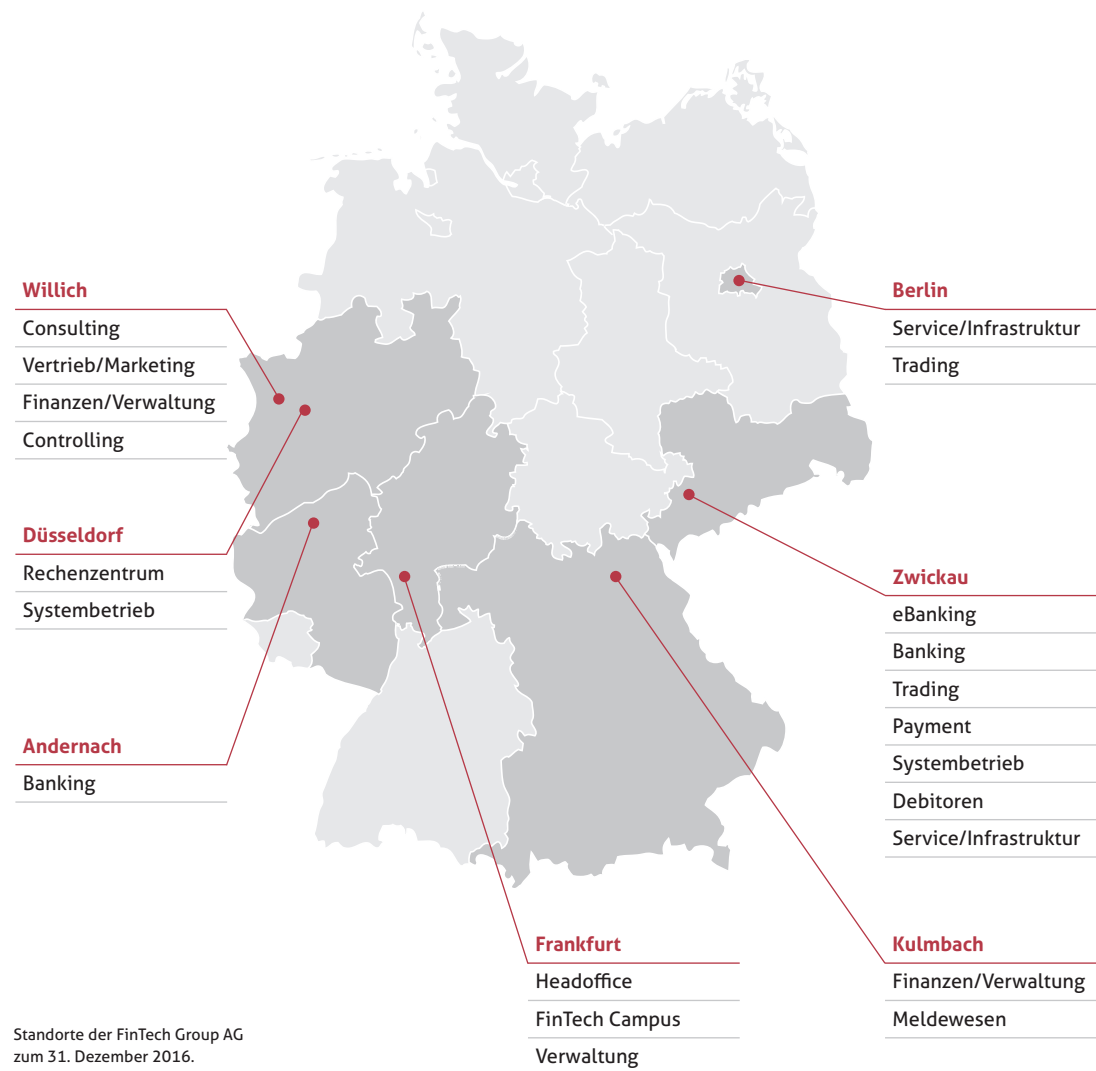 Willich
Consulting
Vertrieb/Marketing
Finanzen/Verwaltung
Controlling
Düsseldorf
Rechenzentrum
Systembetrieb
Andernach
Banking
Berlin
Service/Infrastruktur
Trading
Zwickau
eBanking
Banking
Trading
Payment
Systembetrieb
Debitoren
Service/Infrastruktur
Frankfurt
Headoffice
FinTech Campus
Verwaltung
Kulmbach
Finanzen/Verwaltung
Meldewesen
Standorte der FinTech Group AG
zum 31. Dezember 2016.